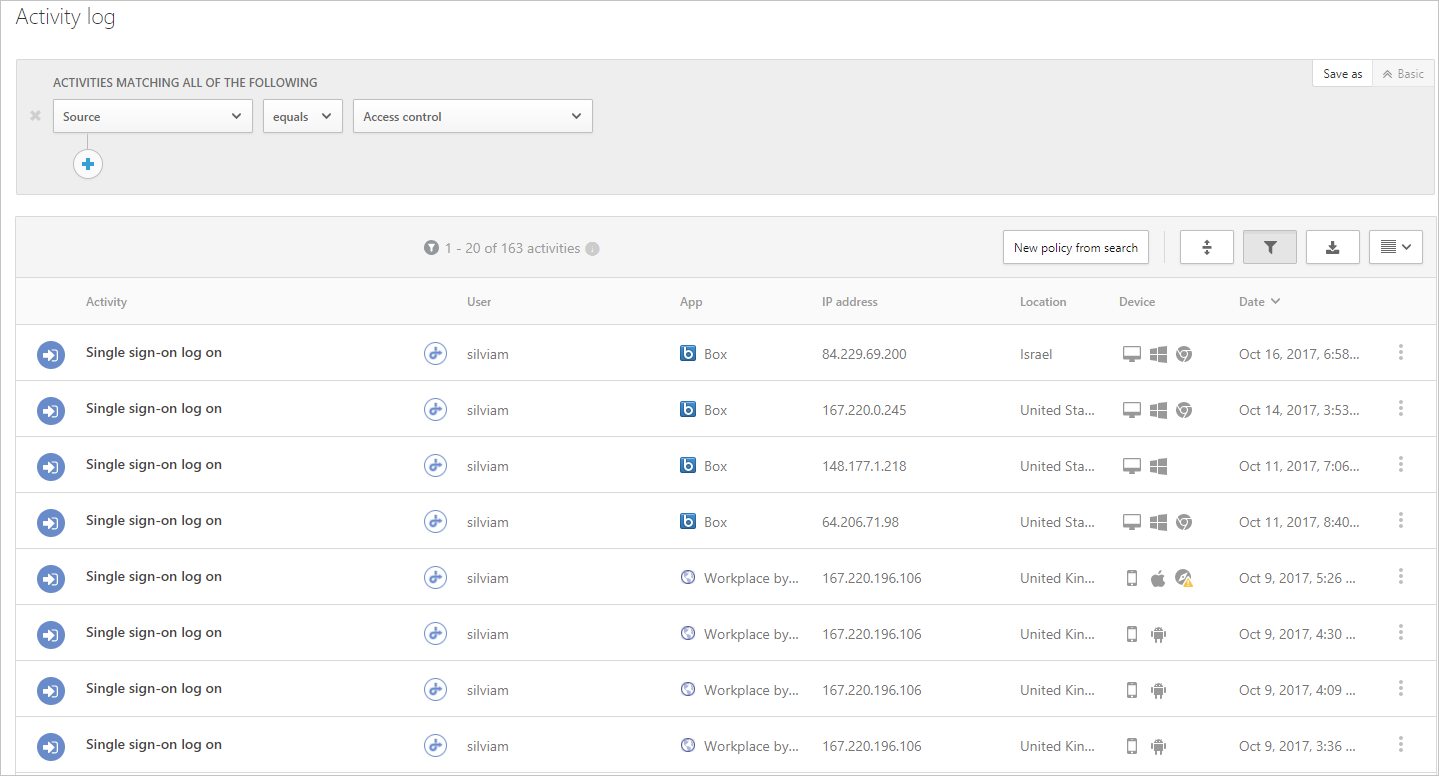 Activity log
Save as Basic
ACTIVITIES MATCHING ALL OF THE FOLLOWING
Source equals Access control
1 - 20 of 163 activities New policy from search
Activity User App IP address Location Device Date
Single sign-on log on silviam Box 84.229.69.200 Israel Oct 16, 2017, 6:58...
Single sign-on log on silviam Box 167.220.0.245 United Sta... Oct 14, 2017, 3:53...
Single sign-on log on silviam Box 148.177.1.218 United Sta... Oct 11, 2017, 7:06...
Single sign-on log on silviam Box 64.206.71.98 United Sta... Oct 11, 2017, 8:40...
Single sign-on log on silviam Workplace by... 167.220.196.106 United Kin... Oct 9, 2017, 5:26 ...
Single sign-on log on silviam Workplace by... 167.220.196.106 United Kin... Oct 9, 2017, 4:30 ...
Single sign-on log on silviam Workplace by... 167.220.196.106 United Kin... Oct 9, 2017, 4:09 ...
Single sign-on log on silviam Workplace by... 167.220.196.106 United Kin... Oct 9, 2017, 3:36 ...